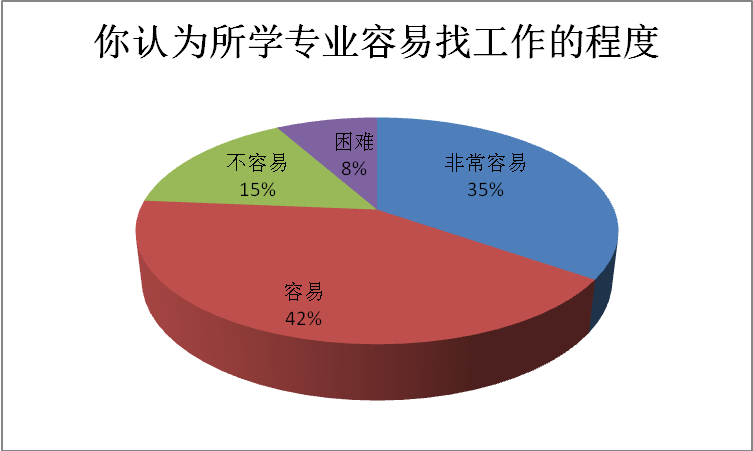 你认为所学专业容易找工作的程度
困难
8%
非常容易
35%
不容易
15%
容易
42%